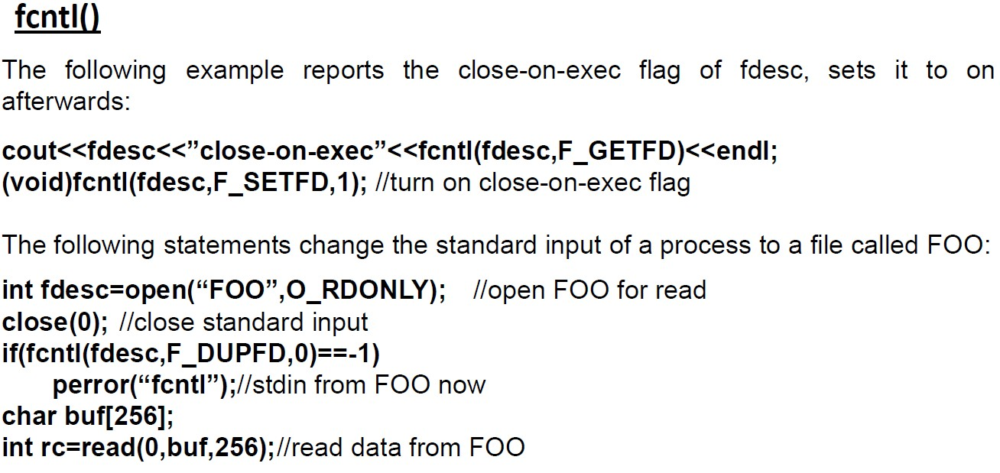 fcntl()
The following example reports the close-on-exec flag of fdesc, sets it to on
afterwards:
cout<<fdesc<<”close-on-exec”<<fcntl(fdesc,F_GETFD)<<endl;
(void)fcntl(fdesc,F_SETFD,1); //turn on close-on-exec flag
The following statements change the standard input of a process to a file called FOO:
int fdesc=open(“FOO”,O_RDONLY); //open FOO for read
close(0); //close standard input
if(fcntl(fdesc,F_DUPFD,0)==-1)
perror(“fcntl”);//stdin from FOO now
char buf[256];
int rc=read(0,buf,256);//read data from FOO